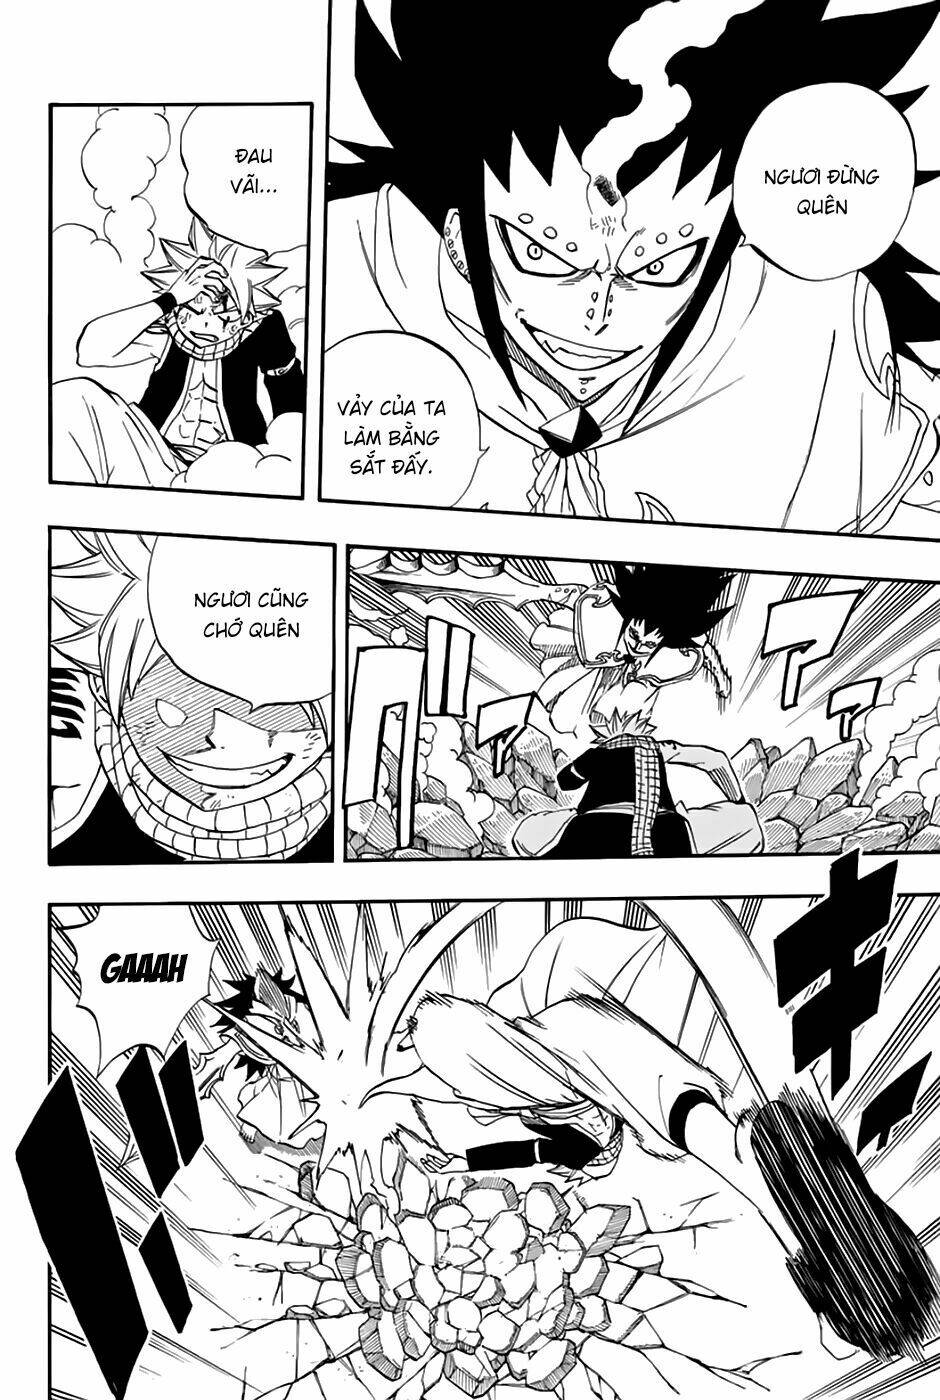 NGƯƠI ĐỪNG
QUÊN
VẢY CỦA TA
LÀM BẰNG
SẮT ĐẤY.
ĐAU
VÃI...
NGƯƠI CŨNG
CHỚ QUÊN
GAAAH